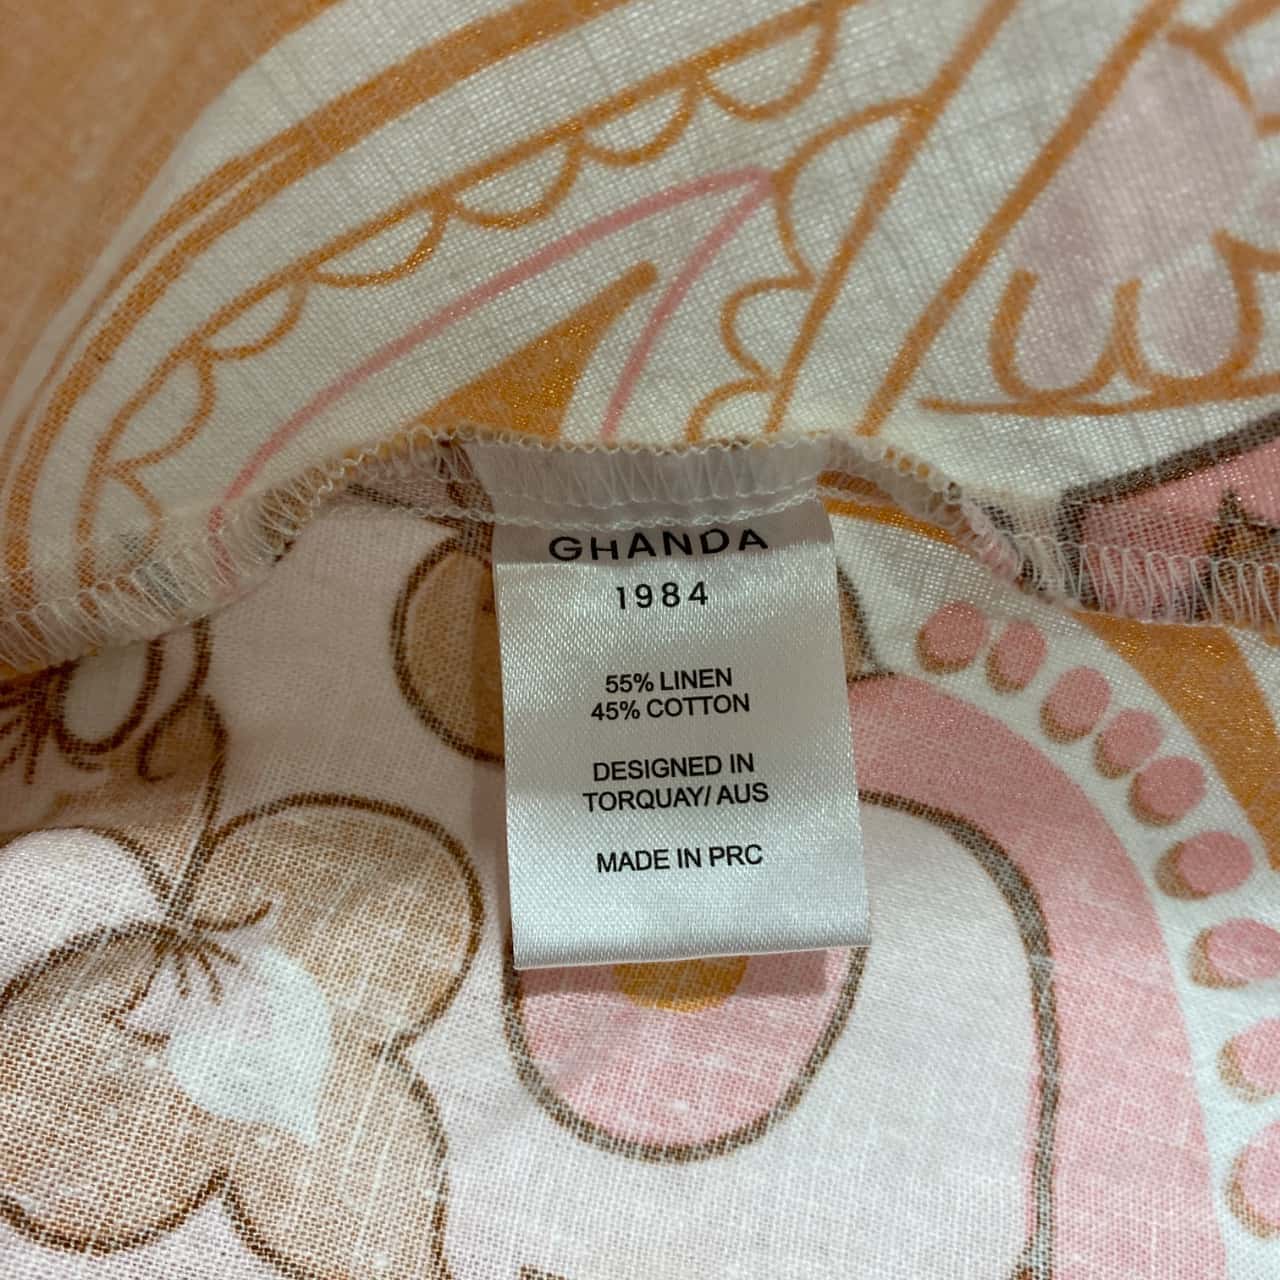 GHANDA
1984
55% LINEN
45% COTTON
DESIGNED IN
TORQUAY/ AUS
MADE IN PRC